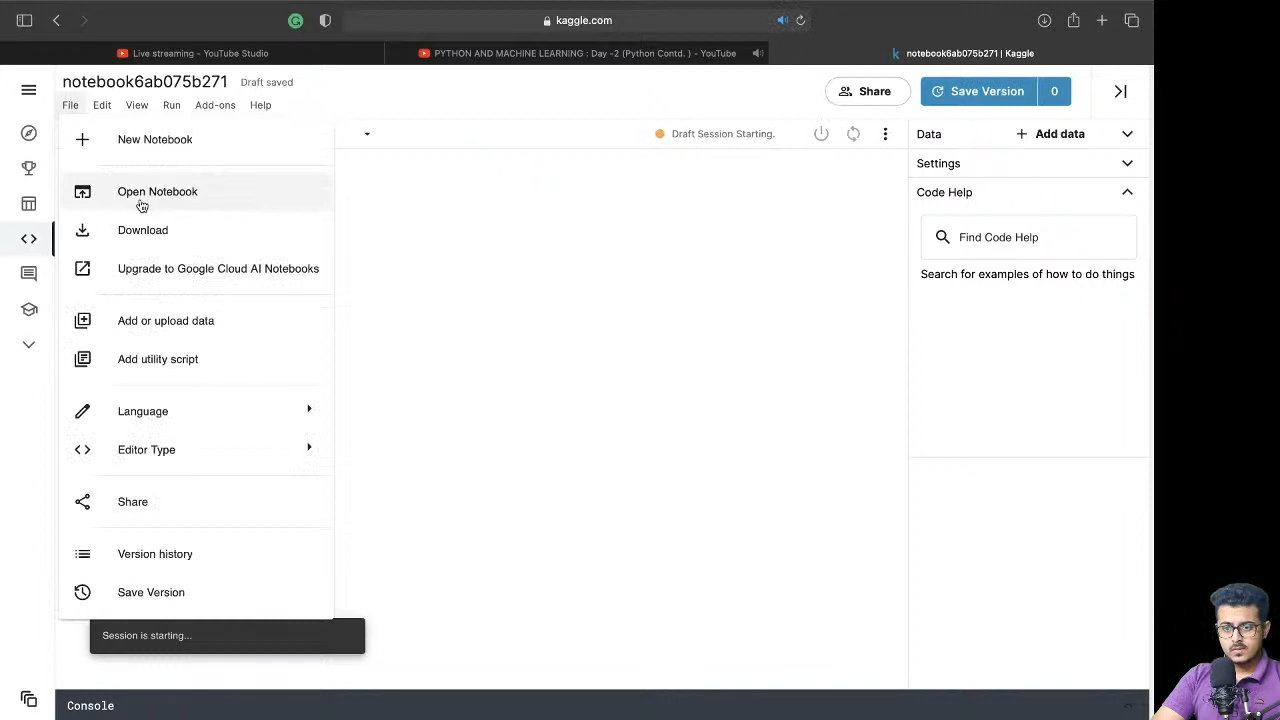 kaggle.com
Live streaming - YouTube Studio
PYTHON AND MACHINE LEARNING : Day -2 (Python Contd. ) - YouTube
notebook6ab075b271 | Kaggle
notebook6ab075b271
Draft saved
Share
Save Version
0
File
Edit
View
Run
Add-ons
Help
Draft Session Starting.
Data
Add data
Settings
Code Help
Find Code Help
Search for examples of how to do things
New Notebook
Open Notebook
Download
Upgrade to Google Cloud AI Notebooks
Add or upload data
Add utility script
Language
Editor Type
Share
Version history
Save Version
Session is starting...
Console